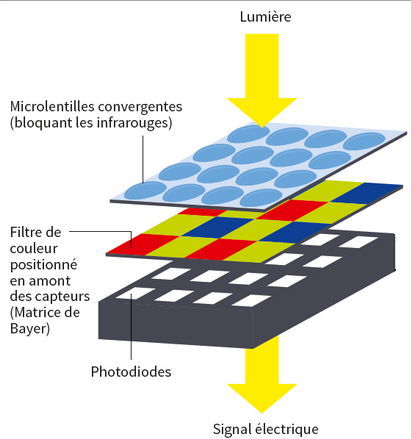 Lumière
Microlentilles convergentes
(bloquant les infrarouges)
Filtre de
couleur
positionné
en amont
des capteurs
(Matrice de
Bayer)
Photodiodes
Signal électrique